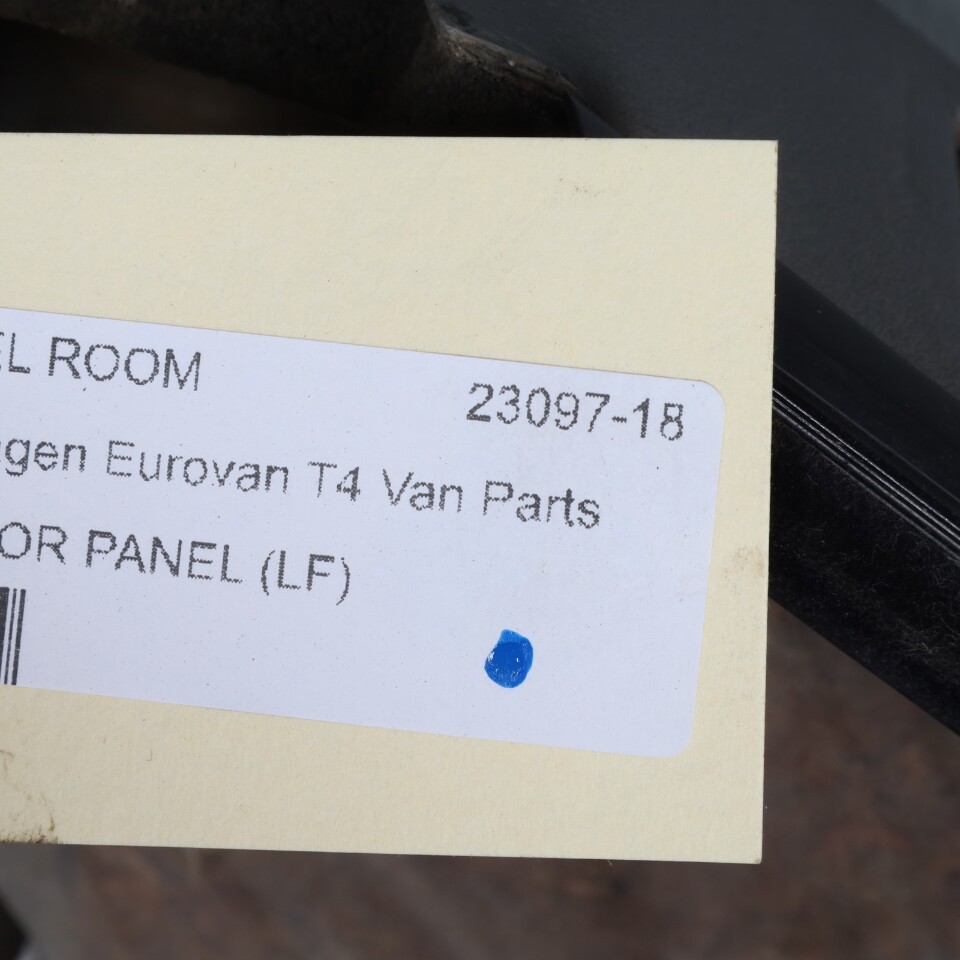 EL ROOM
23097-18
gen Eurovan T4 Van Parts
OR PANEL (LF)